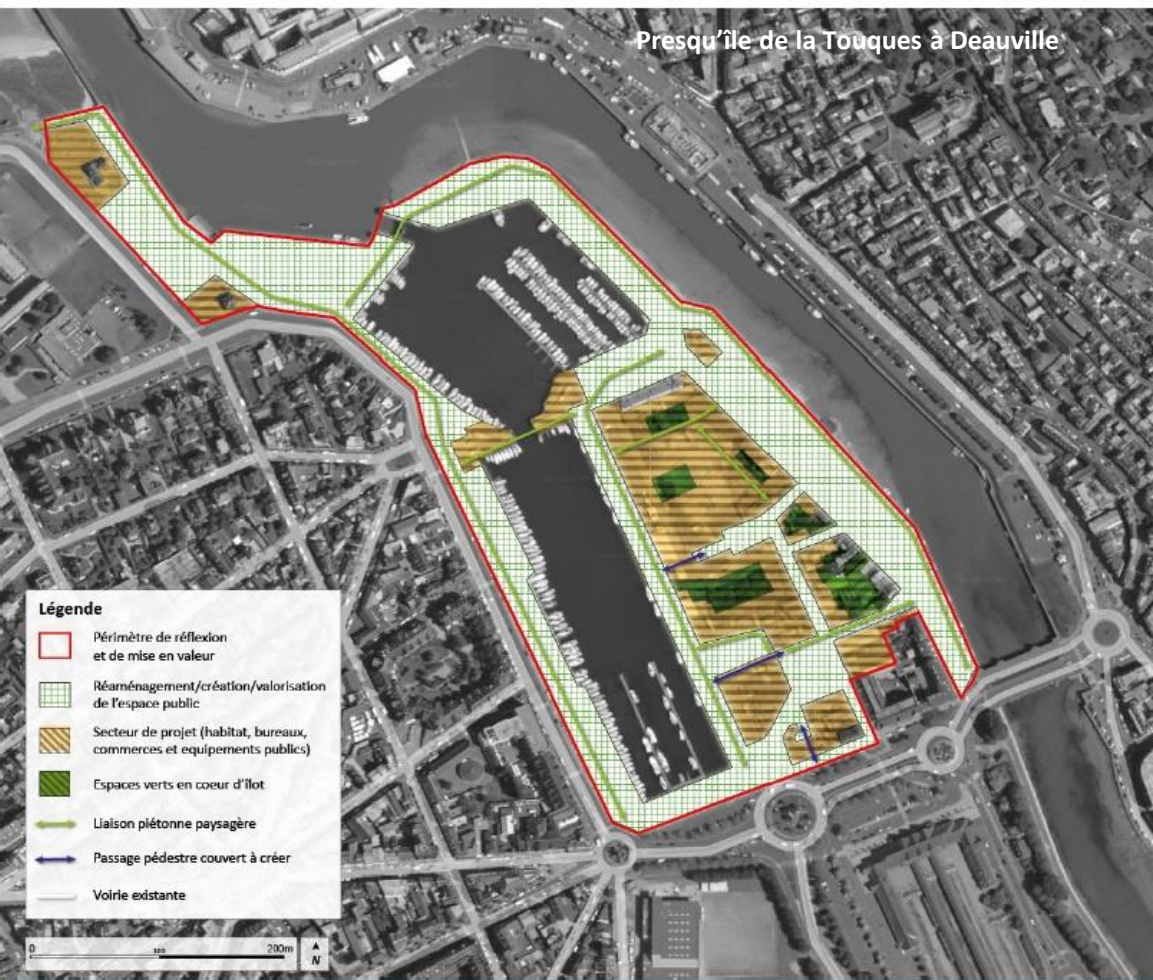 Presqu'île de la Touques à Deauville
Légende
Périmètre de réflexion
et de mise en valeur
Réaménagement/création/valorisation
de l'espace public
Secteur de projet (habitat, bureaux,
commerces et equipements publics)
Espaces verts en coeur d'îlot
Liaison piétonne paysagère
Passage pédestre couvert à créer
Voirie existante
0 100 200m
N